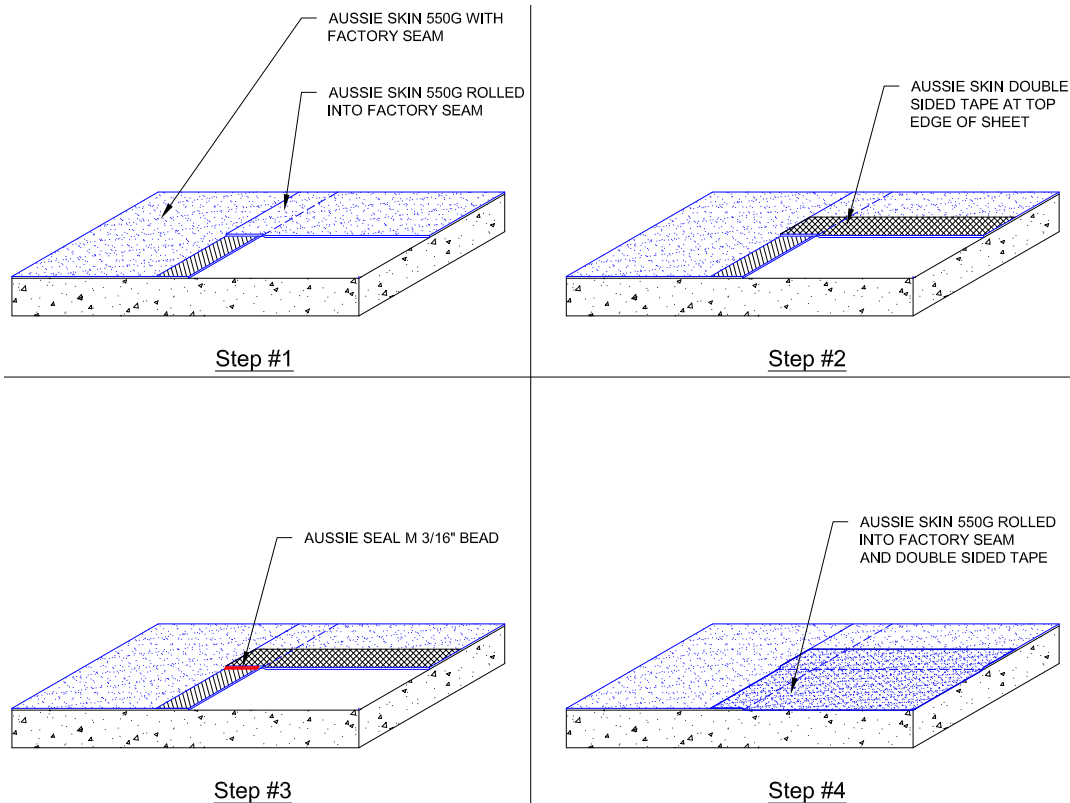 AUSSIE SKIN 550G WITH
FACTORY SEAM
AUSSIE SKIN 550G ROLLED
INTO FACTORY SEAM
Step #1
AUSSIE SKIN DOUBLE
SIDED TAPE AT TOP
EDGE OF SHEET
Step #2
AUSSIE SEAL M 3/16" BEAD
Step #3
AUSSIE SKIN 550G ROLLED
INTO FACTORY SEAM
AND DOUBLE SIDED TAPE
Step #4